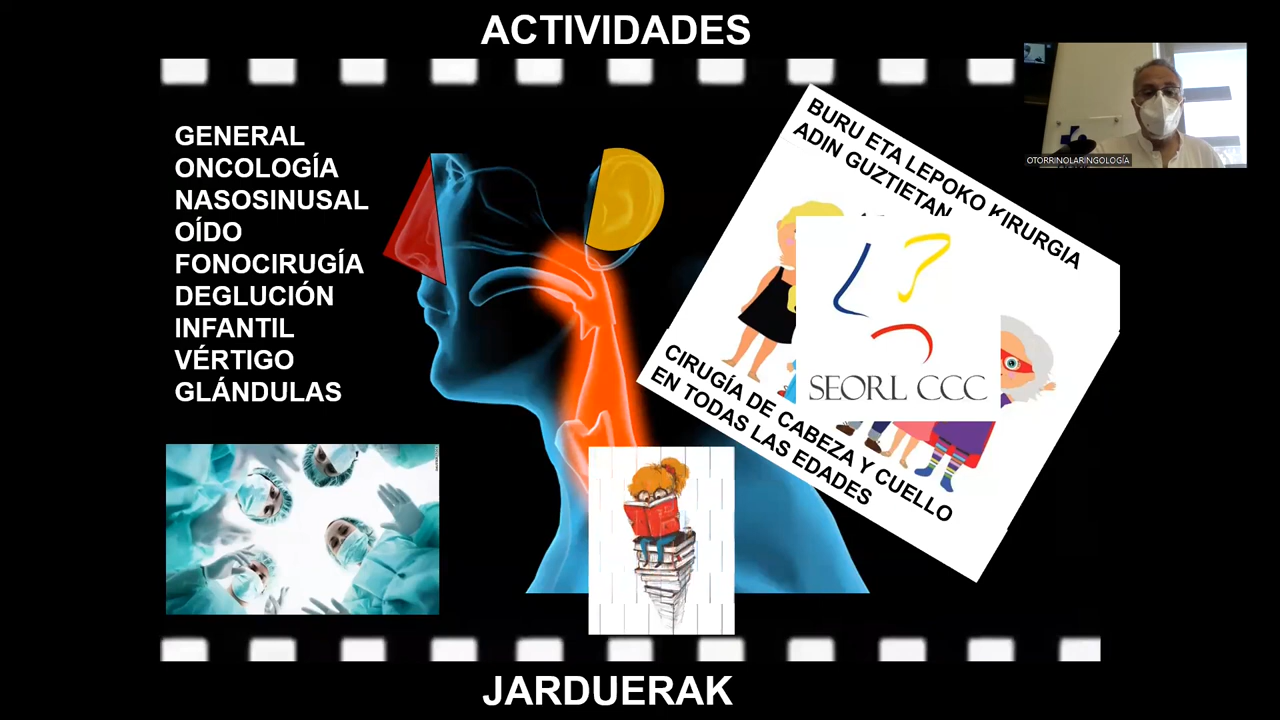 ACTIVIDADES
GENERAL
ONCOLOGÍA
NASOSINUSAL
OÍDO
FONOCIRUGÍA
DEGLUCIÓN
INFANTIL
VÉRTIGO
GLÁNDULAS
BURU ETA LEPOKO KIRURGIA
ADIN GUZTIETAN
SEORL CCC
CIRUGÍA DE CABEZA Y CUELLO
EN TODAS LAS EDADES
OTORRINOLARINGOLOGÍA
JARDUERAK